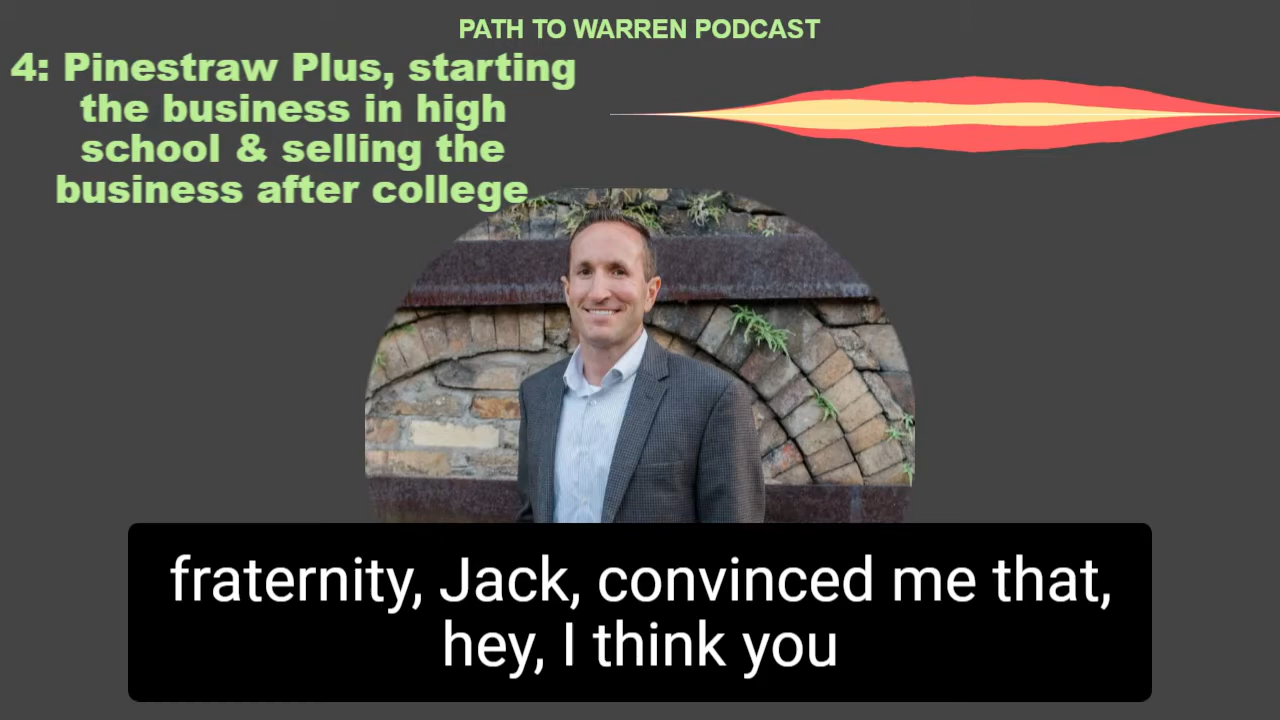 PATH TO WARREN PODCAST
4: Pinestraw Plus, starting
the business in high
school & selling the
business after college
fraternity, Jack, convinced me that,
hey, I think you